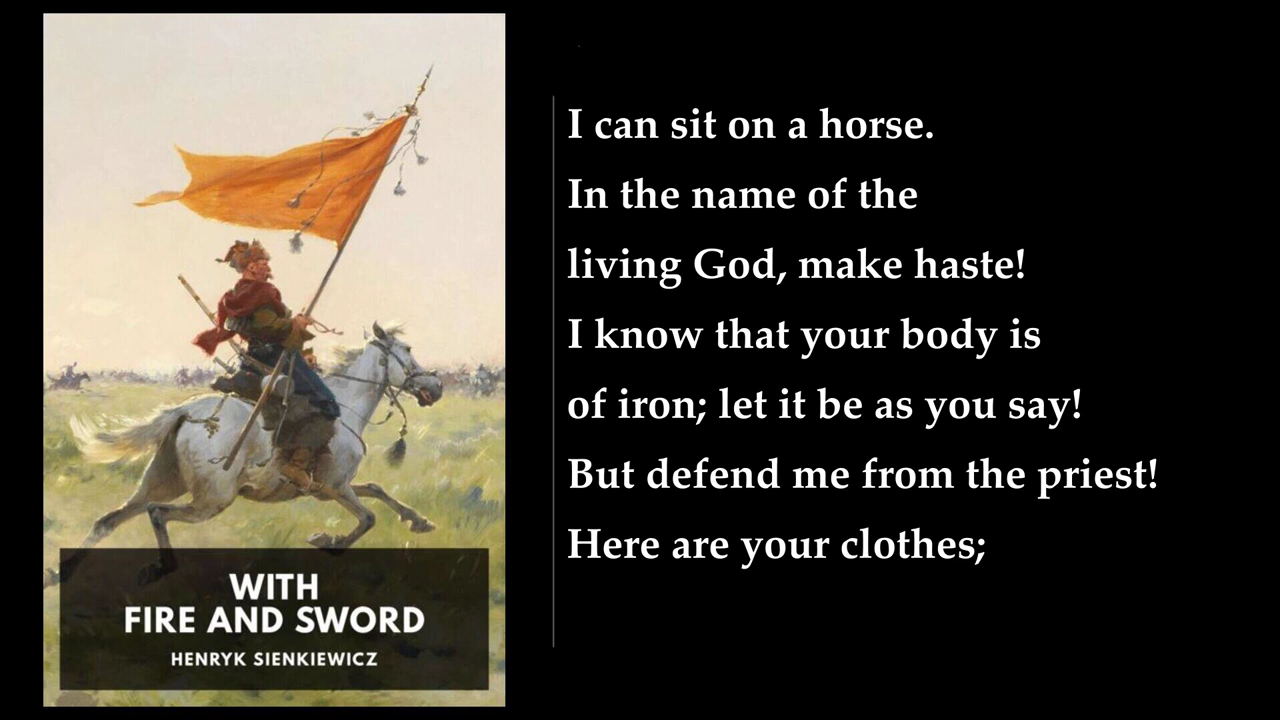 WITH
FIRE AND SWORD
HENRYK SIENKIEWICZ
I can sit on a horse.
In the name of the
living God, make haste!
I know that your body is
of iron; let it be as you say!
But defend me from the priest!
Here are your clothes;